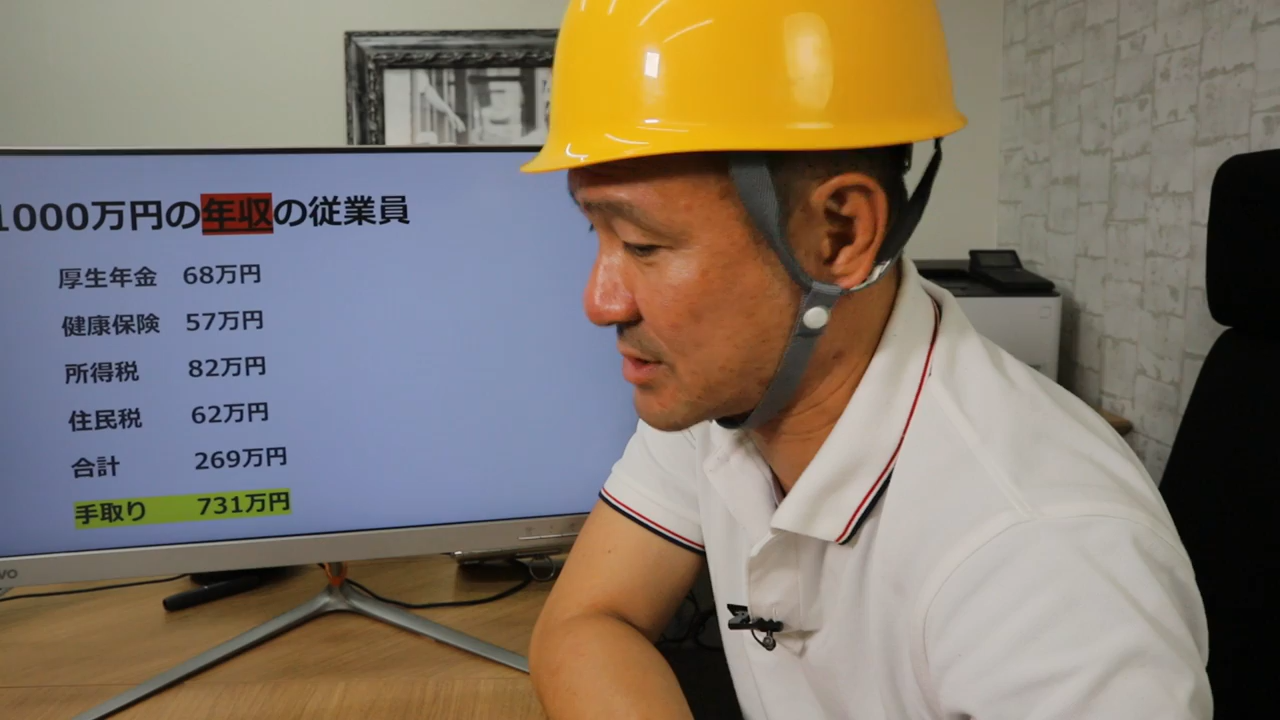 1000万円の年収の従業員
厚生年金 68万円
健康保険 57万円
所得税 82万円
住民税 62万円
合計 269万円
手取り 731万円